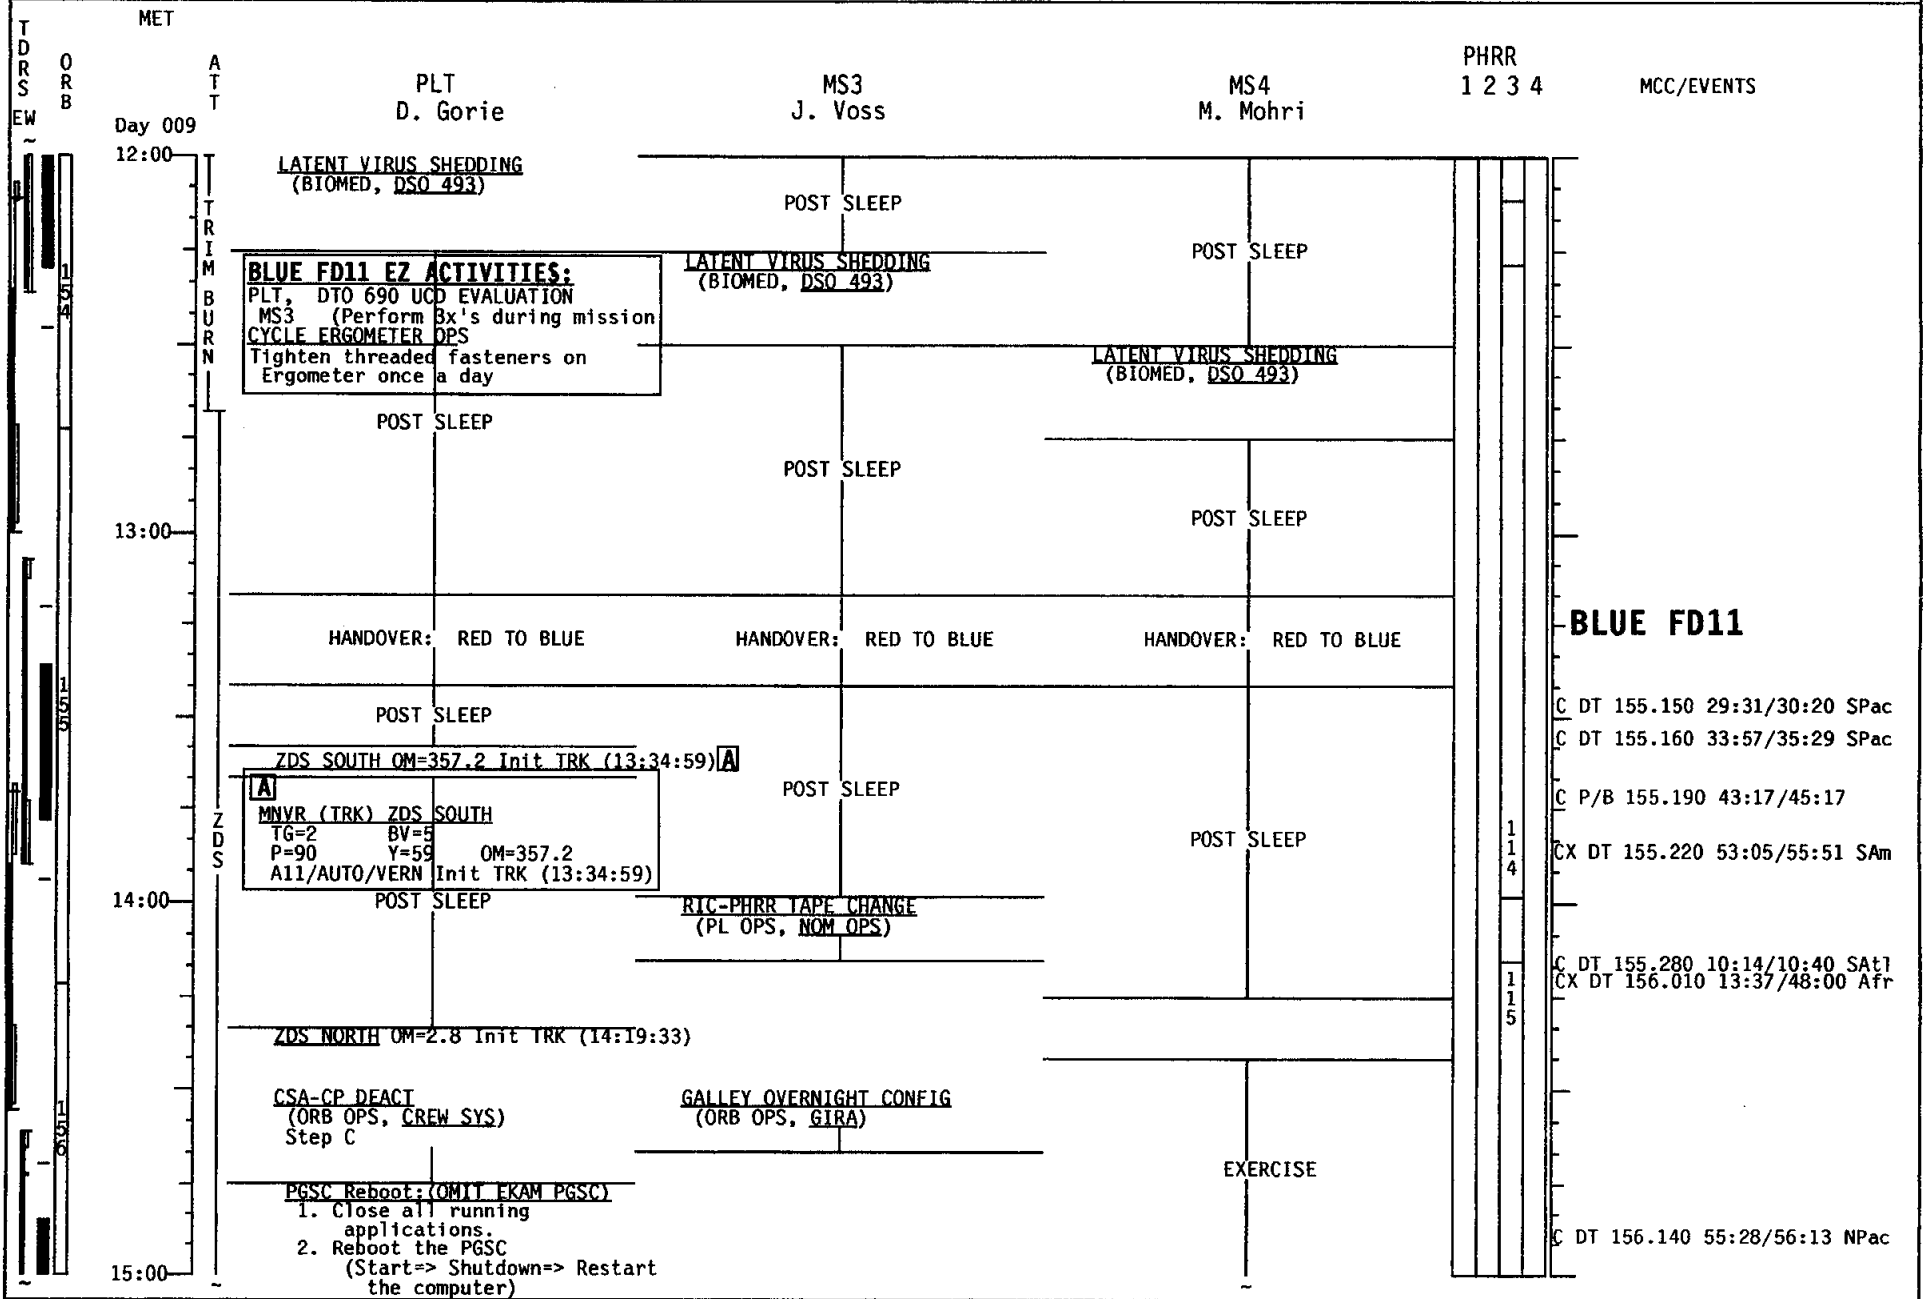 MET
TDRS
ORB
ATT
EW
PLT
D. Gorie
MS3
J. Voss
MS4
M. Mohri
PHRR
1 2 3 4
MCC/EVENTS
Day 009
12:00
13:00
14:00
15:00
154
155
156
TRIM BURN
ZDS
LATENT VIRUS SHEDDING
(BIOMED, DSO 493)
BLUE FD11 EZ ACTIVITIES:
PLT, DTO 690 UCD EVALUATION
MS3 (Perform 3x's during mission
CYCLE ERGOMETER OPS
Tighten threaded fasteners on
Ergometer once a day
POST SLEEP
HANDOVER: RED TO BLUE
POST SLEEP
ZDS SOUTH OM=357.2 Init TRK (13:34:59) A
A
MNVR (TRK) ZDS SOUTH
TG=2 BV=5
P=90 Y=59 OM=357.2
A11/AUTO/VERN Init TRK (13:34:59)
POST SLEEP
ZDS NORTH OM=2.8 Init TRK (14:19:33)
CSA-CP DEACT
(ORB OPS, CREW SYS)
Step C
PGSC Reboot:(OMIT EKAM PGSC)
1. Close all running
applications.
2. Reboot the PGSC
(Start=> Shutdown=> Restart
the computer)
POST SLEEP
LATENT VIRUS SHEDDING
(BIOMED, DSO 493)
POST SLEEP
HANDOVER: RED TO BLUE
POST SLEEP
RIC-PHRR TAPE CHANGE
(PL OPS, NOM OPS)
GALLEY OVERNIGHT CONFIG
(ORB OPS, GIRA)
POST SLEEP
LATENT VIRUS SHEDDING
(BIOMED, DSO 493)
POST SLEEP
HANDOVER: RED TO BLUE
POST SLEEP
EXERCISE
114
115
BLUE FD11
C DT 155.150 29:31/30:20 SPac
C DT 155.160 33:57/35:29 SPac
C P/B 155.190 43:17/45:17
CX DT 155.220 53:05/55:51 SAm
C DT 155.280 10:14/10:40 SAtl
CX DT 156.010 13:37/48:00 Afr
C DT 156.140 55:28/56:13 NPac